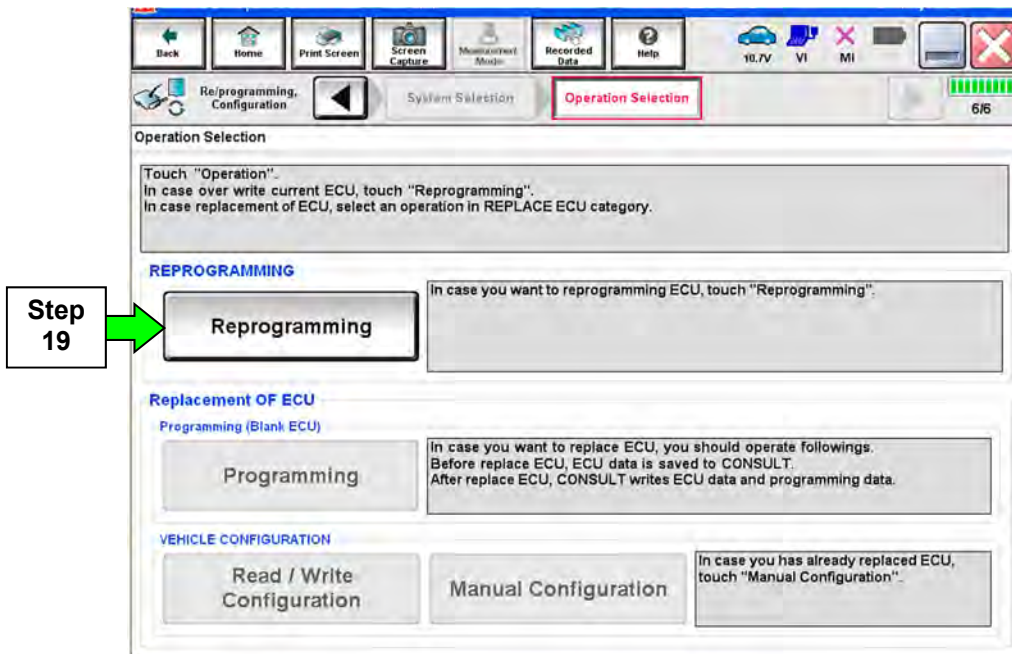 Back
Home
Print Screen
Screen
Capture
Measurement
Mode
Recorded
Data
Help
10.7V
VI
MI
Re/programming,
Configuration
System Selection
Operation Selection
6/6
Operation Selection
Touch "Operation".
In case over write current ECU, touch "Reprogramming".
In case replacement of ECU, select an operation in REPLACE ECU category.
REPROGRAMMING
Step
19
Reprogramming
In case you want to reprogramming ECU, touch "Reprogramming".
Replacement OF ECU
Programming (Blank ECU)
Programming
In case you want to replace ECU, you should operate followings.
Before replace ECU, ECU data is saved to CONSULT.
After replace ECU, CONSULT writes ECU data and programming data.
VEHICLE CONFIGURATION
Read / Write
Configuration
Manual Configuration
In case you has already replaced ECU,
touch "Manual Configuration".